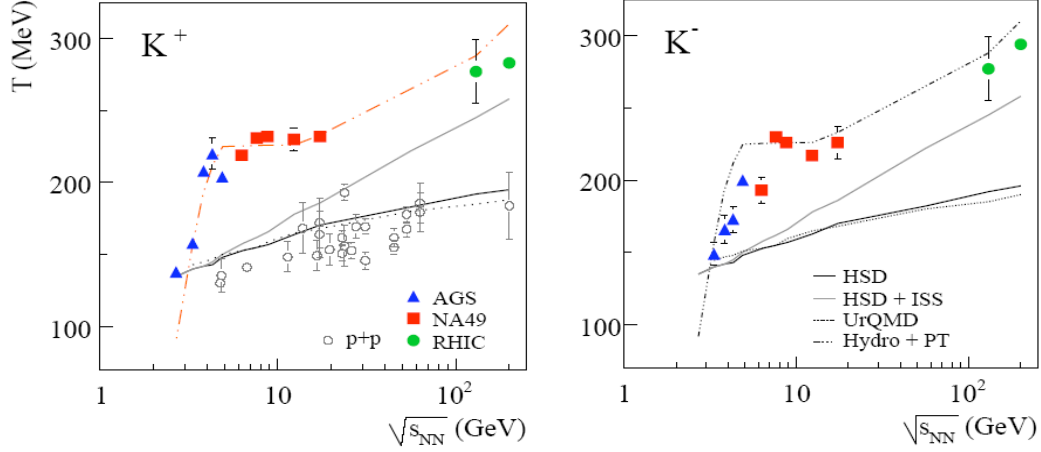 T (MeV)
300
200
100
K+
AGS
NA49
RHIC
p+p
1
10
10²
√sNN (GeV)
300
200
100
K-
HSD
HSD + ISS
UrQMD
Hydro + PT
1
10
10²
√sNN (GeV)